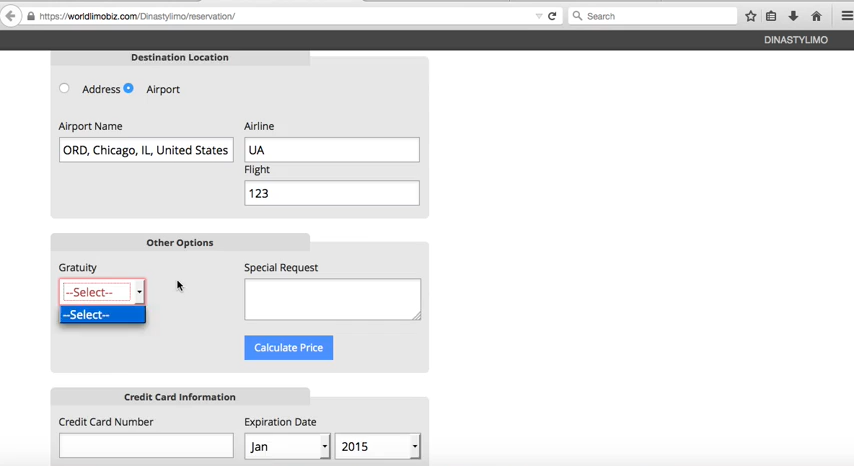 https://worldlimobiz.com/Dinastylimo/reservation/
Search
DINASTYLIMO
Destination Location
Address Airport
Airport Name Airline
ORD, Chicago, IL, United States UA
Flight
123
Other Options
Gratuity Special Request
--Select--
--Select--
Calculate Price
Credit Card Information
Credit Card Number Expiration Date
Jan 2015